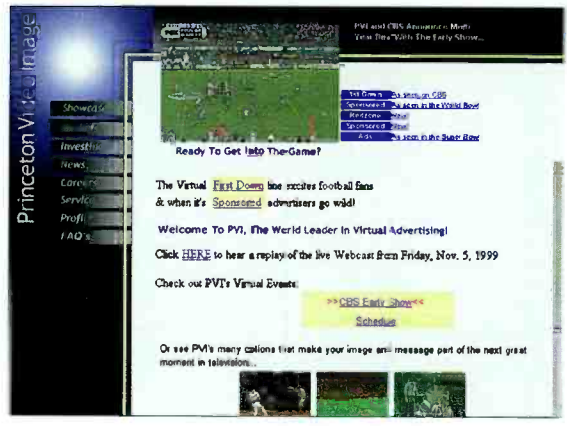 PVI and CBS Announce Multi
Year Deal With The Early Show...
Princeton Video Image
Showcase
Investor
News
Careers
Service
Profile
FAQ's
1st Down As seen on CBS
Sponsored As seen in the World Bowl
Redzone New!
Sponsored New!
Ads As seen in the Super Bowl
Ready To Get Into The Game?
The Virtual First Down line excites football fans
& when it's Sponsored advertisers go wild!
Welcome To PVI, The World Leader In Virtual Advertising!
Click HERE to hear a replay of the live Webcast from Friday, Nov. 5, 1999
Check out PVI's Virtual Events:
>>CBS Early Show<<
Schedule
Or see PVI's many options that make your image and message part of the next great
moment in television...